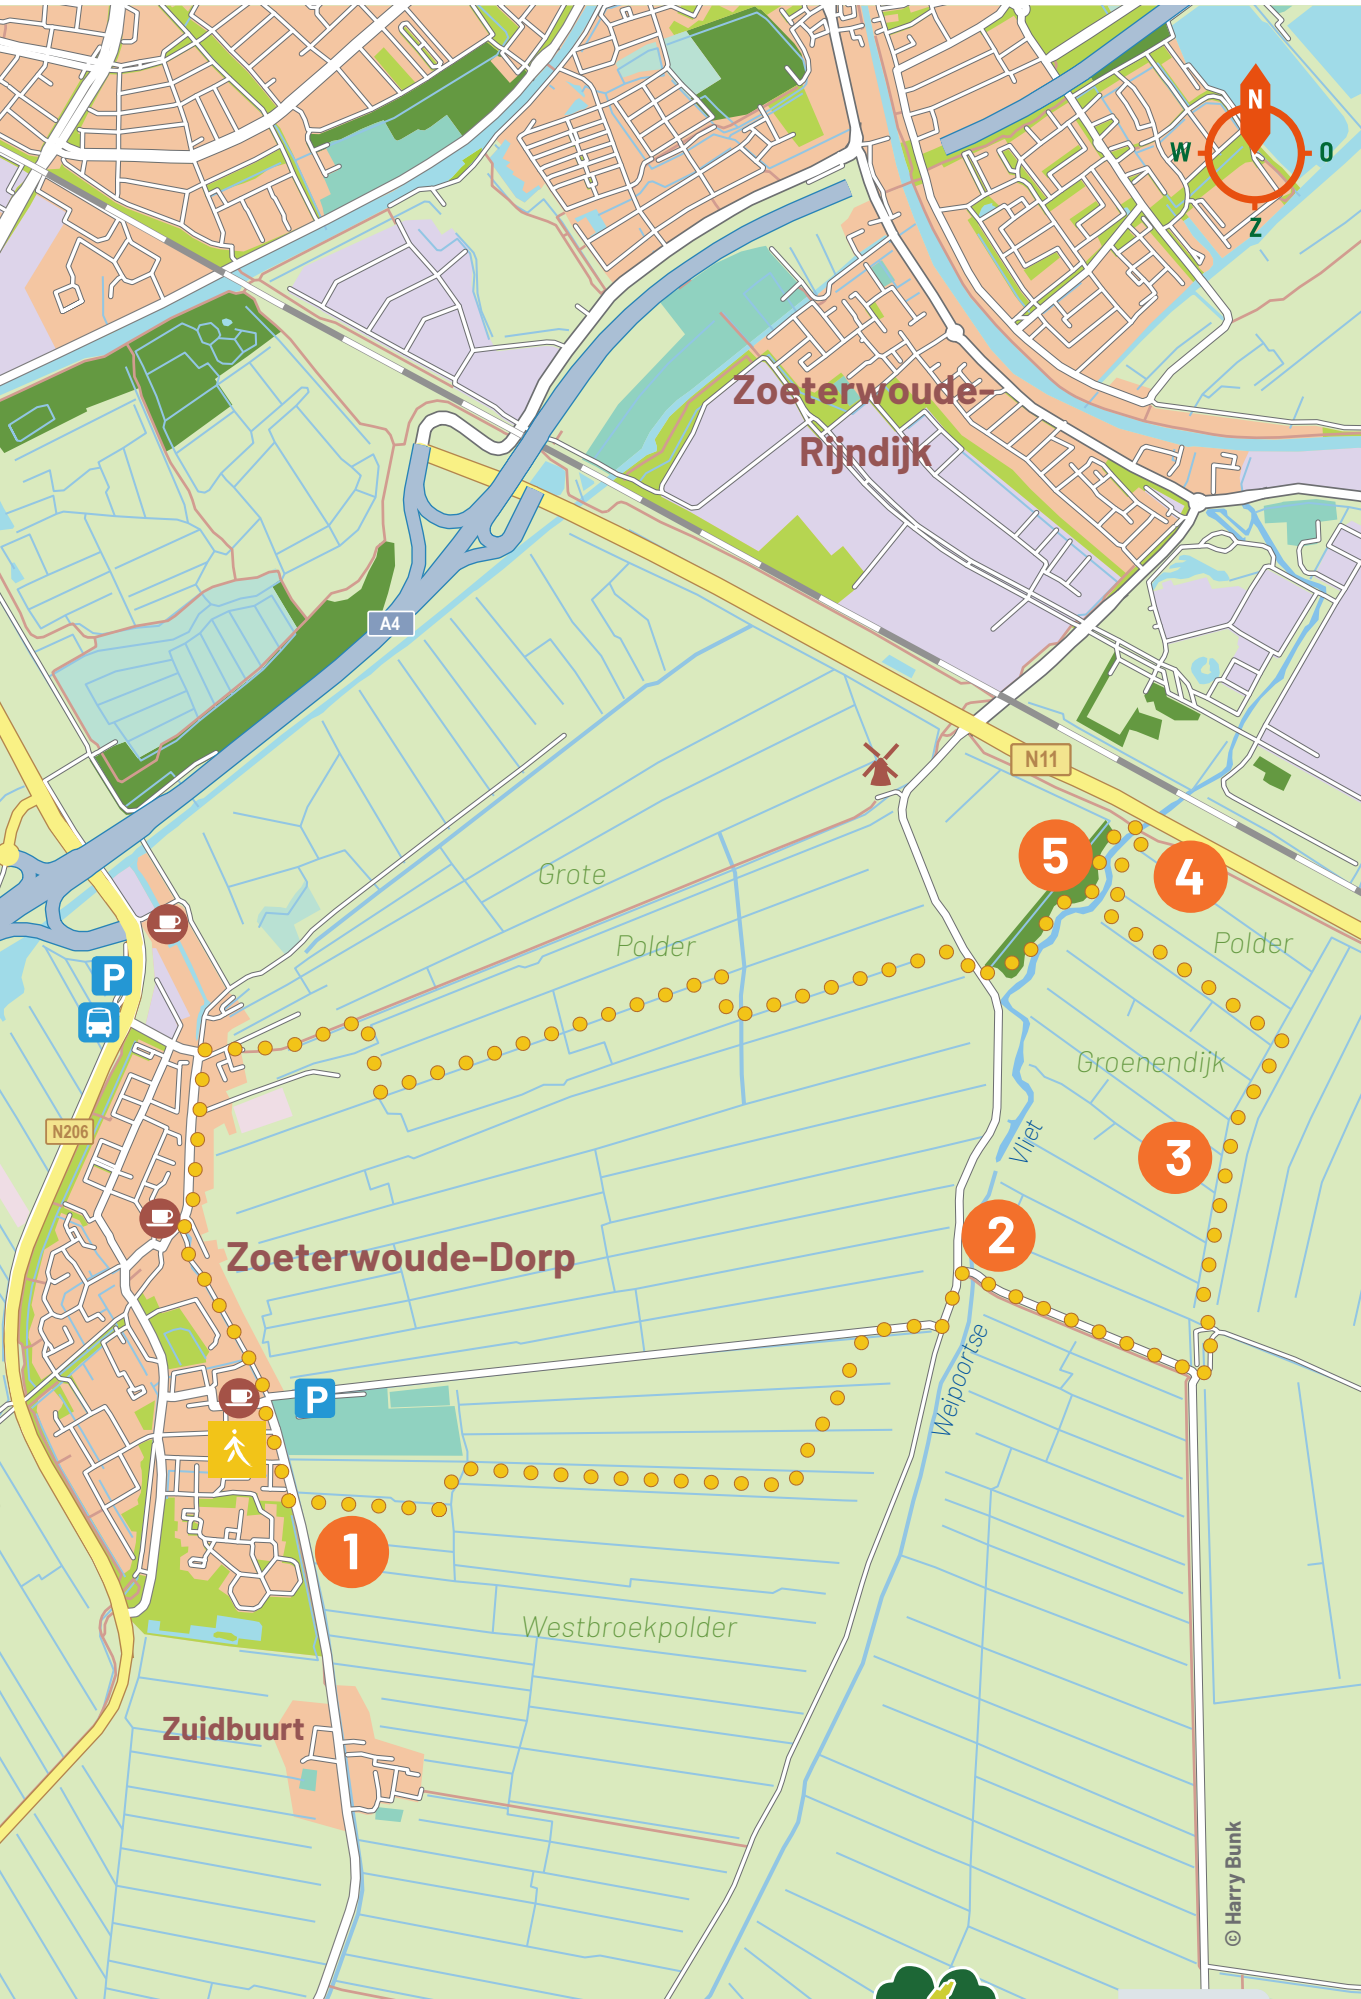 N
W
O
Z
Zoeterwoude-
Rijndijk
A4
N11
5
4
Grote
Polder
Polder
P
Groenendijk
N206
Vliet
3
2
Zoeterwoude-Dorp
Weipoortse
P
1
Westbroekpolder
Zuidbuurt
© Harry Bunk